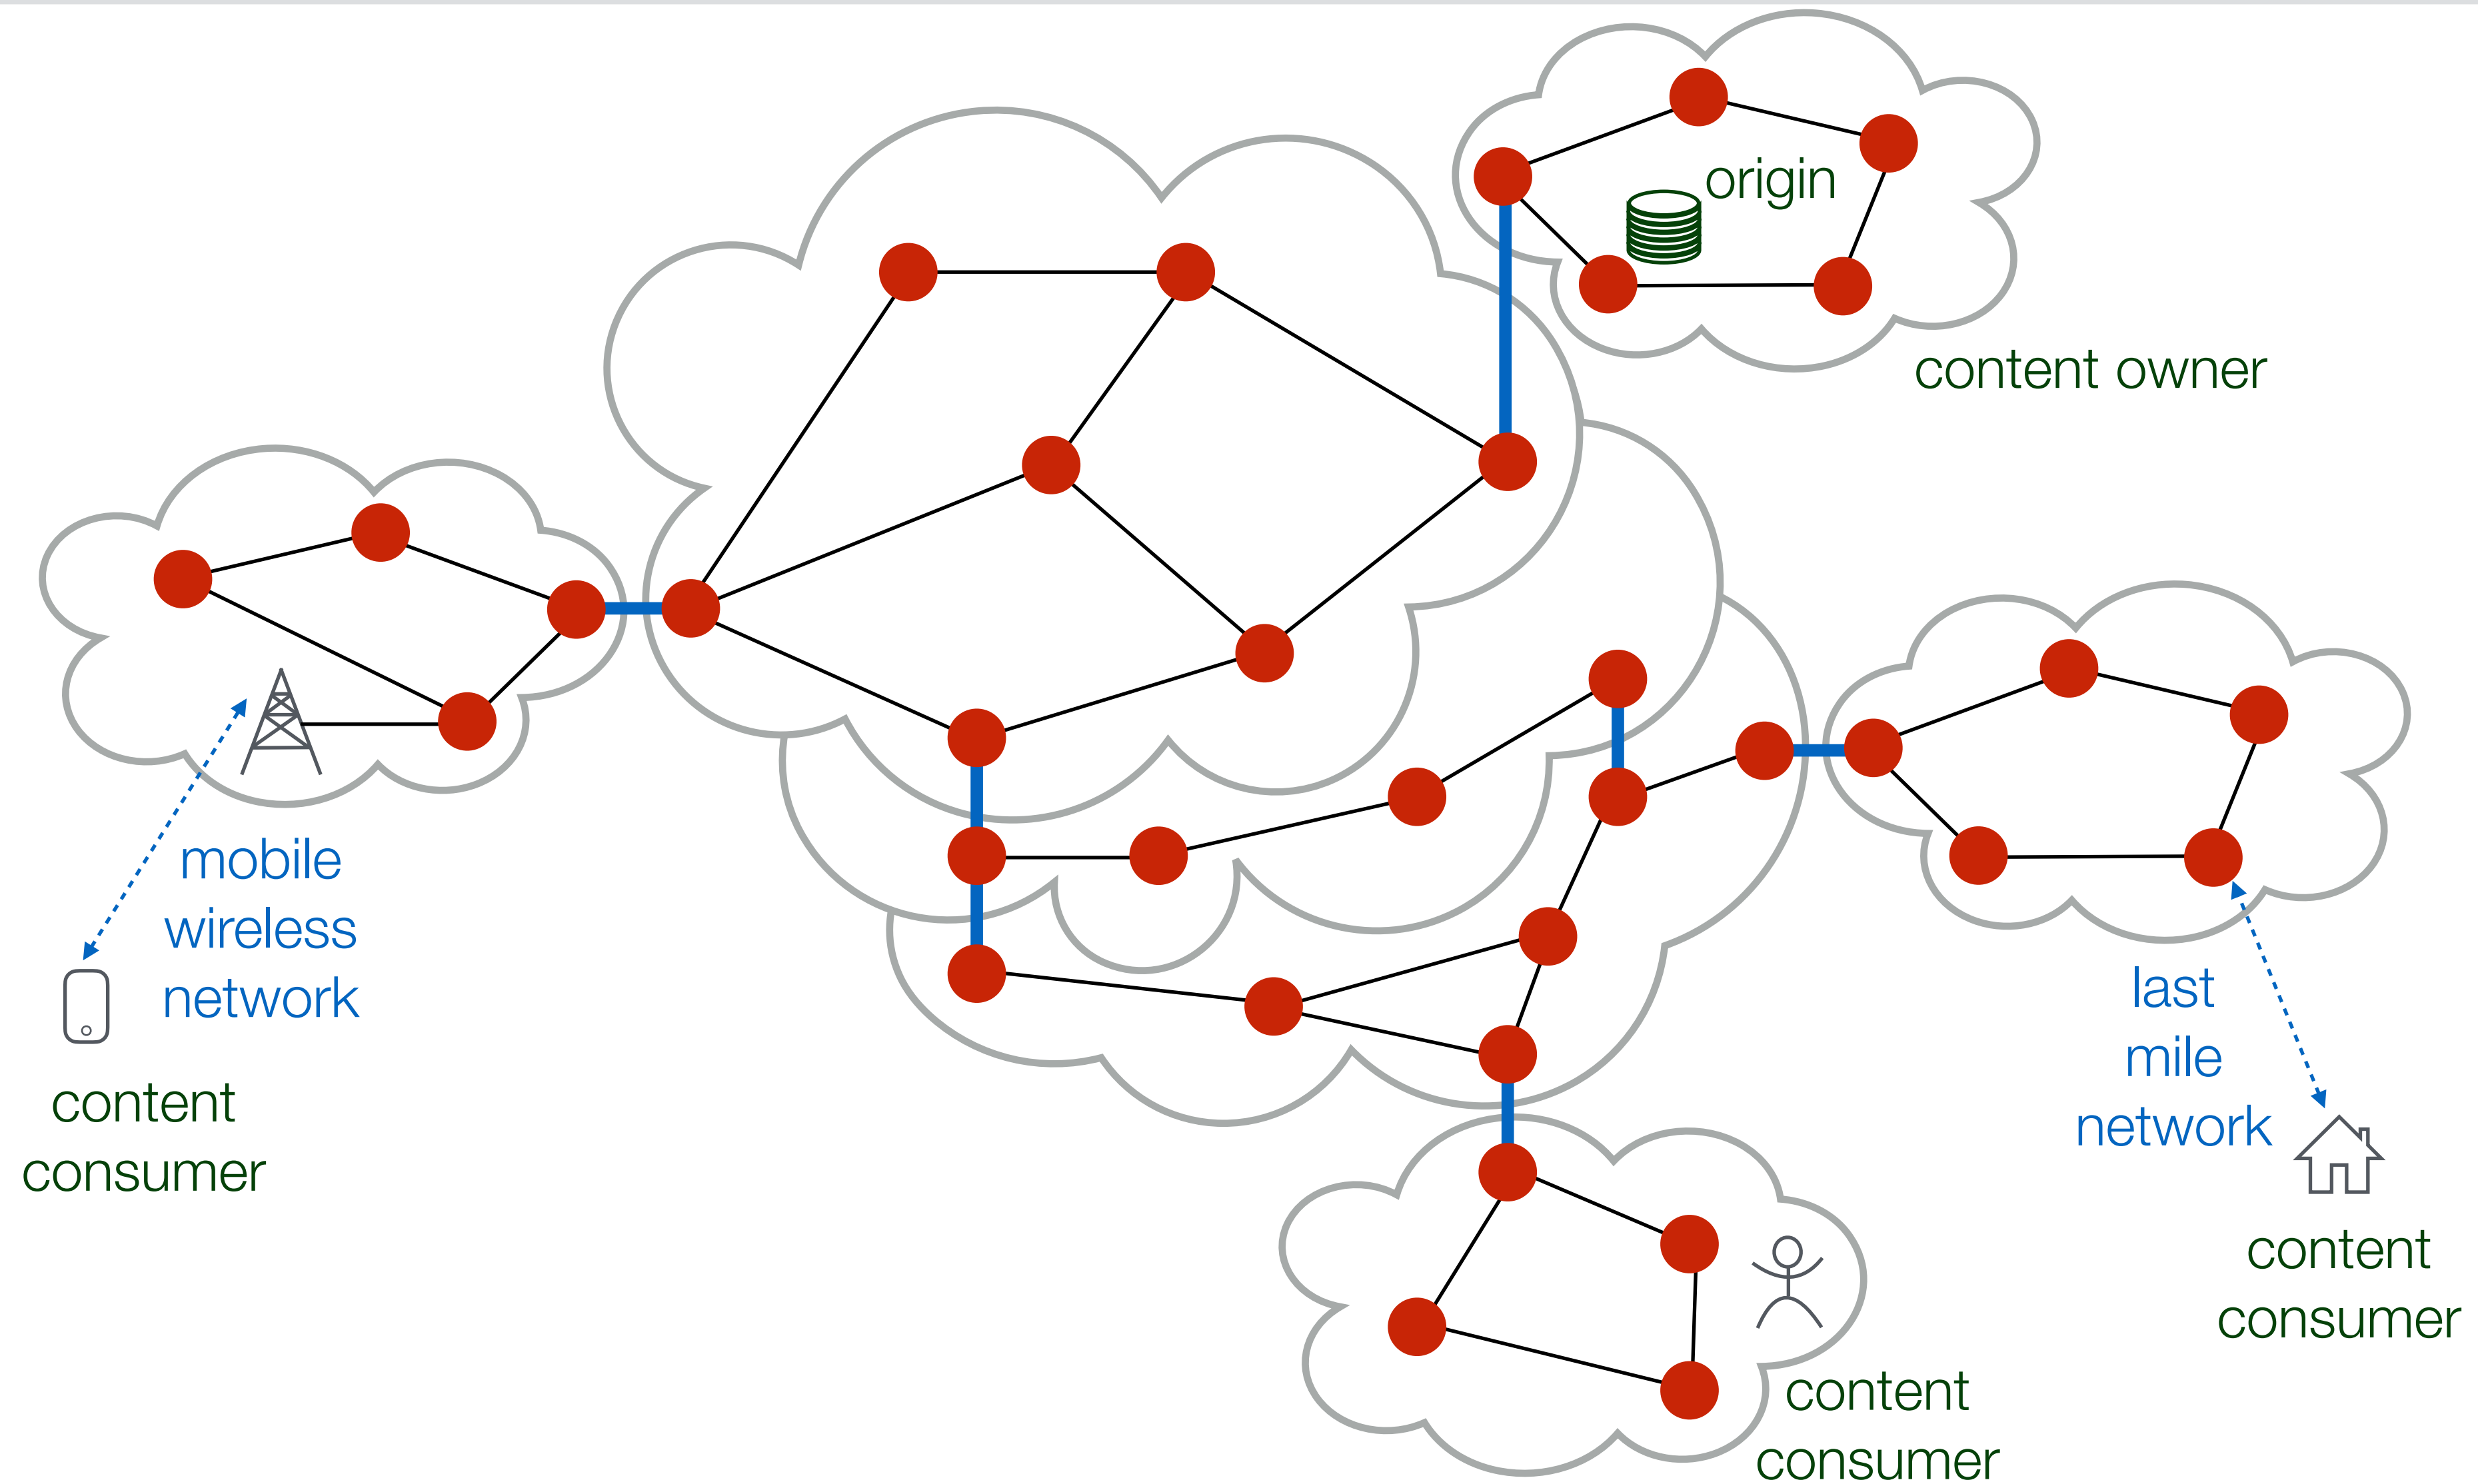 origin
content owner
mobile
wireless
network
content
consumer
last
mile
network
content
consumer
content
consumer